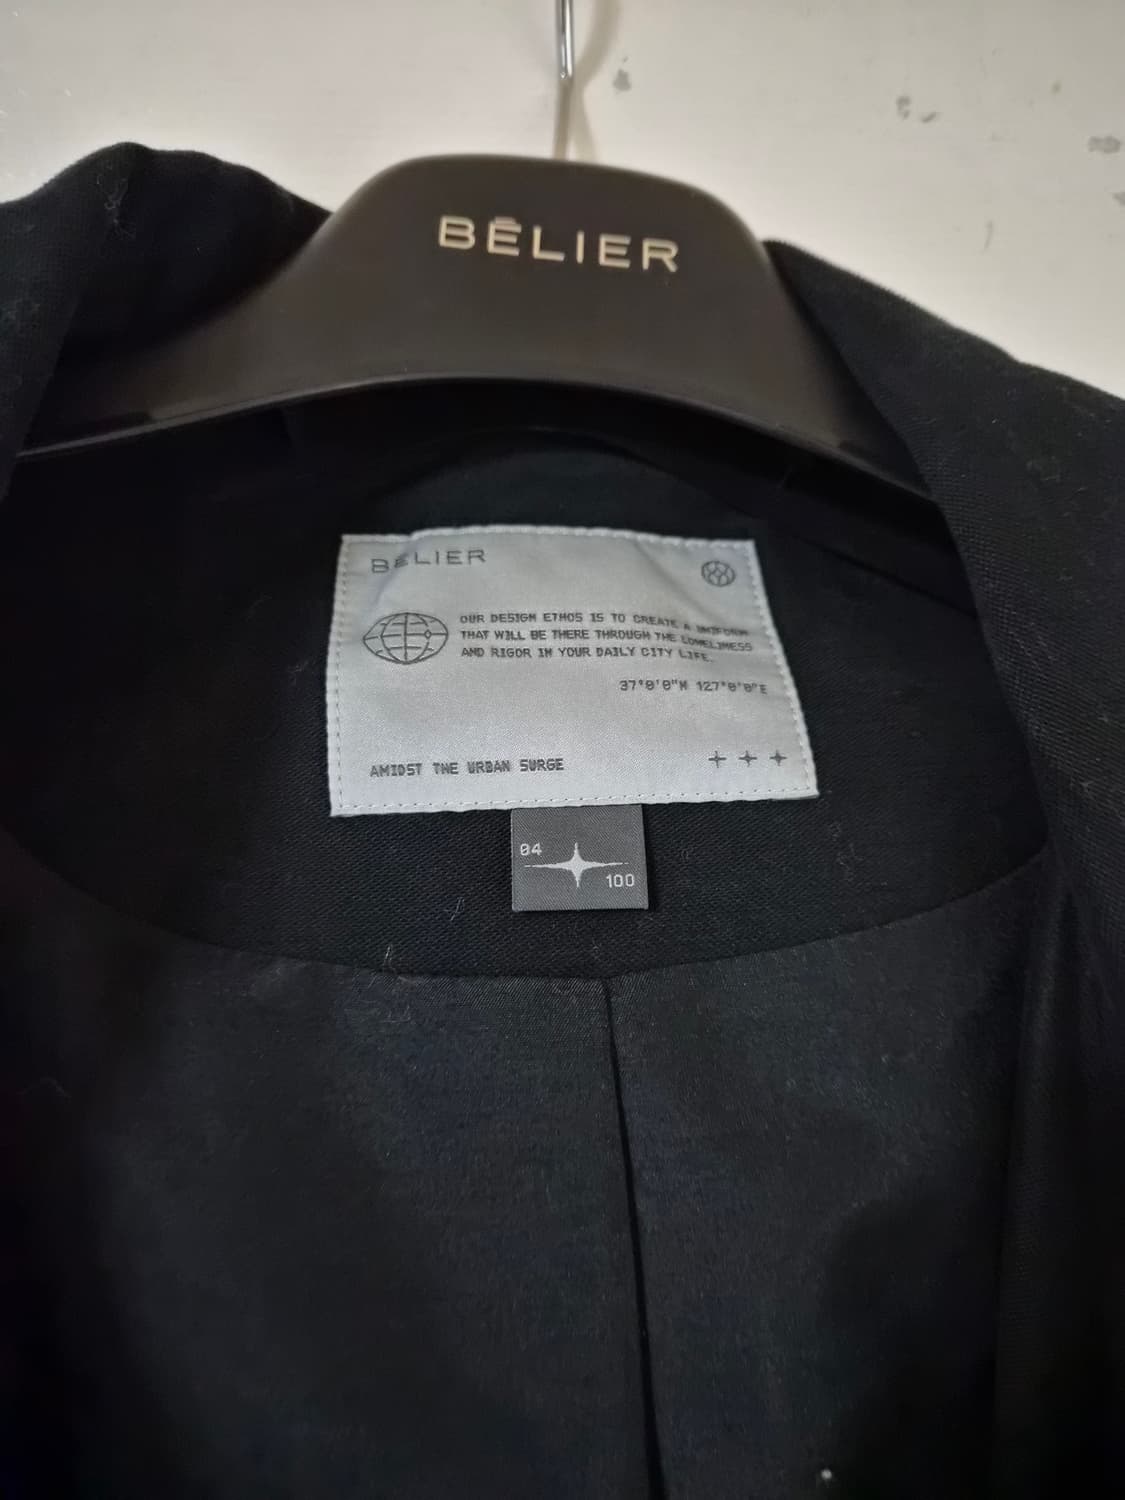 BĒLIER
BĒLIER
OUR DESIGN ETHOS IS TO CREATE A UNIFORM
THAT WILL BE THERE THROUGH THE LONELINESS
AND RIGOR IN YOUR DAILY CITY LIFE.
37°0'0"N 127°0'0"E
AMIDST THE URBAN SURGE
04
100